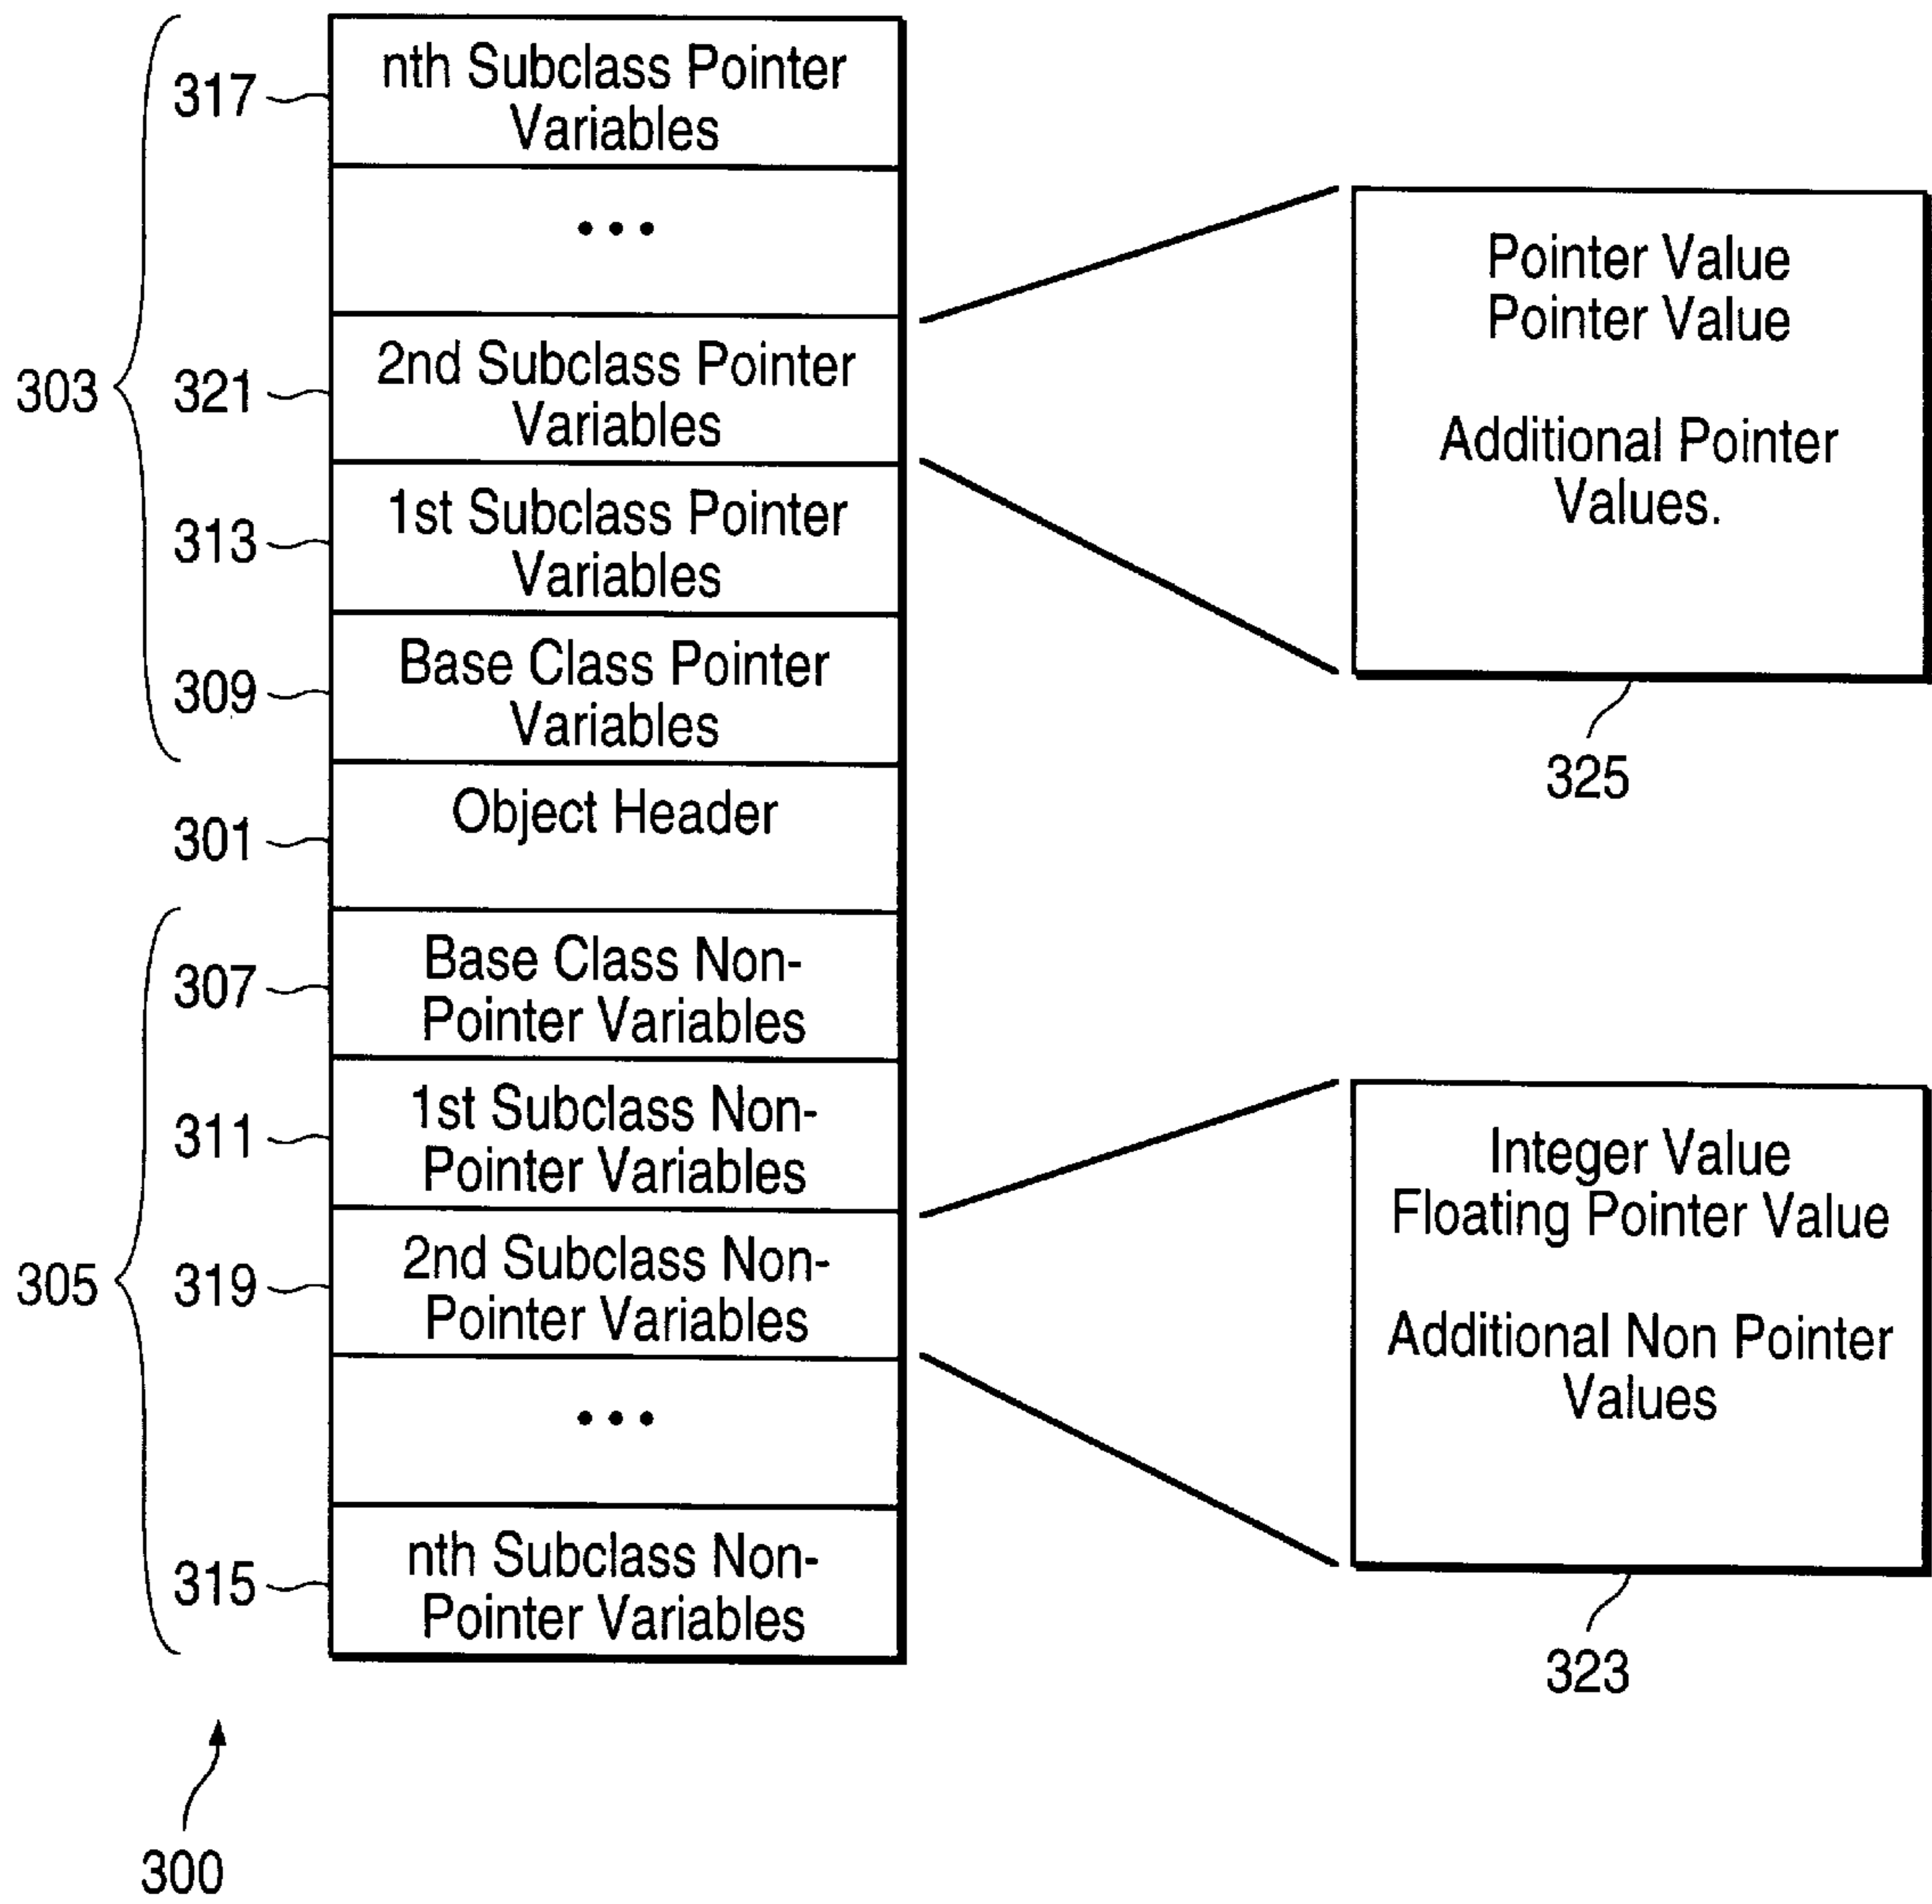 317
nth Subclass Pointer
Variables
•••
303
321
2nd Subclass Pointer
Variables
313
1st Subclass Pointer
Variables
309
Base Class Pointer
Variables
301
Object Header
305
307
Base Class Non-
Pointer Variables
311
1st Subclass Non-
Pointer Variables
319
2nd Subclass Non-
Pointer Variables
•••
315
nth Subclass Non-
Pointer Variables
300
Pointer Value
Pointer Value
Additional Pointer
Values.
325
Integer Value
Floating Pointer Value
Additional Non Pointer
Values
323